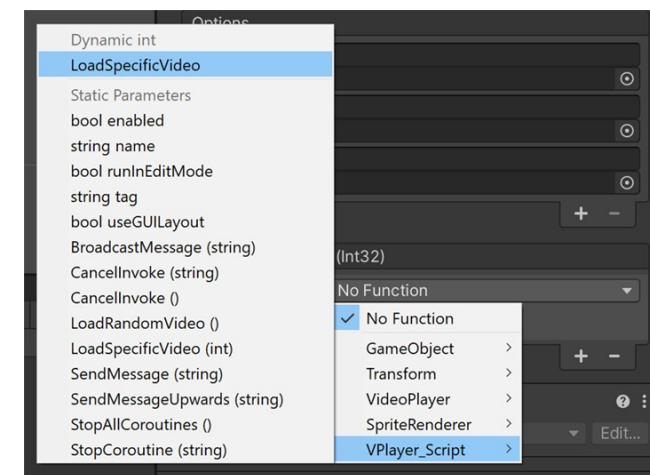 Options
Dynamic int
LoadSpecificVideo
Static Parameters
bool enabled
string name
bool runInEditMode
string tag
bool useGUILayout
BroadcastMessage (string)
CancelInvoke (string)
CancelInvoke ()
LoadRandomVideo ()
LoadSpecificVideo (int)
SendMessage (string)
SendMessageUpwards (string)
StopAllCoroutines ()
StopCoroutine (string)
(Int32)
No Function
No Function
GameObject
Transform
VideoPlayer
SpriteRenderer
VPlayer_Script
Edit...